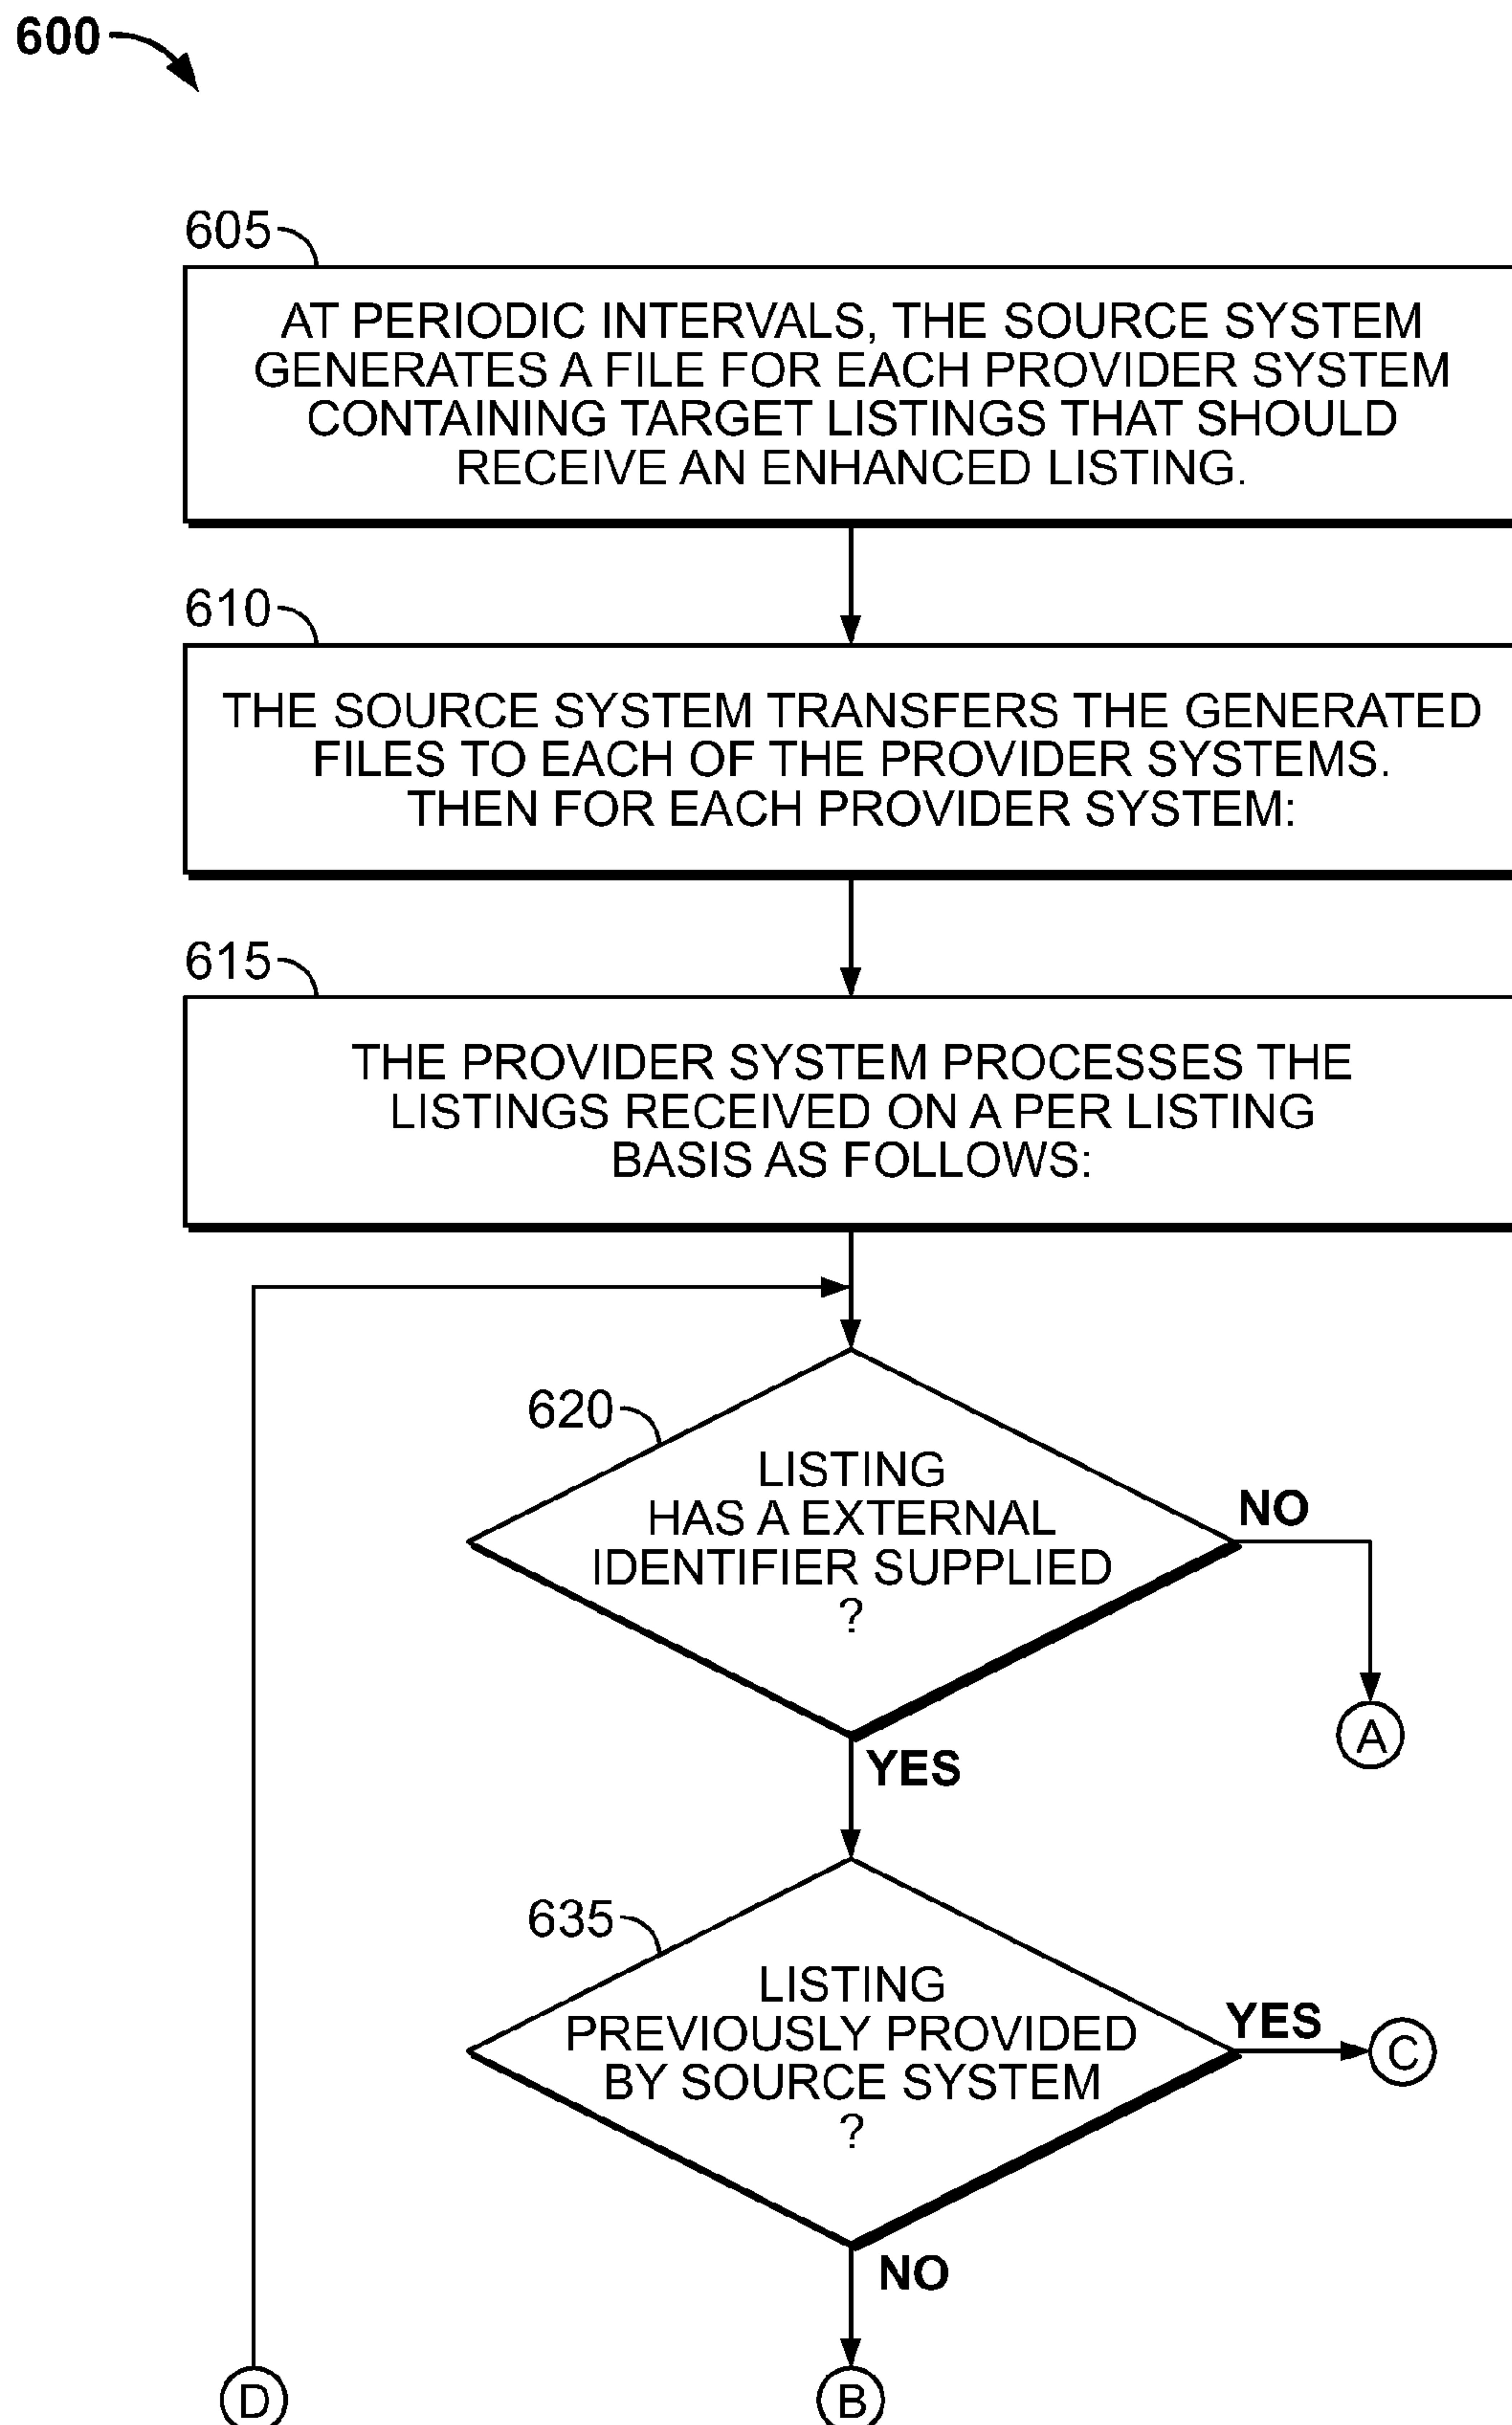 600
605
AT PERIODIC INTERVALS, THE SOURCE SYSTEM
GENERATES A FILE FOR EACH PROVIDER SYSTEM
CONTAINING TARGET LISTINGS THAT SHOULD
RECEIVE AN ENHANCED LISTING.
610
THE SOURCE SYSTEM TRANSFERS THE GENERATED
FILES TO EACH OF THE PROVIDER SYSTEMS.
THEN FOR EACH PROVIDER SYSTEM:
615
THE PROVIDER SYSTEM PROCESSES THE
LISTINGS RECEIVED ON A PER LISTING
BASIS AS FOLLOWS:
620
LISTING
HAS A EXTERNAL
IDENTIFIER SUPPLIED
?
NO
A
YES
635
LISTING
PREVIOUSLY PROVIDED
BY SOURCE SYSTEM
?
YES
C
NO
D
B